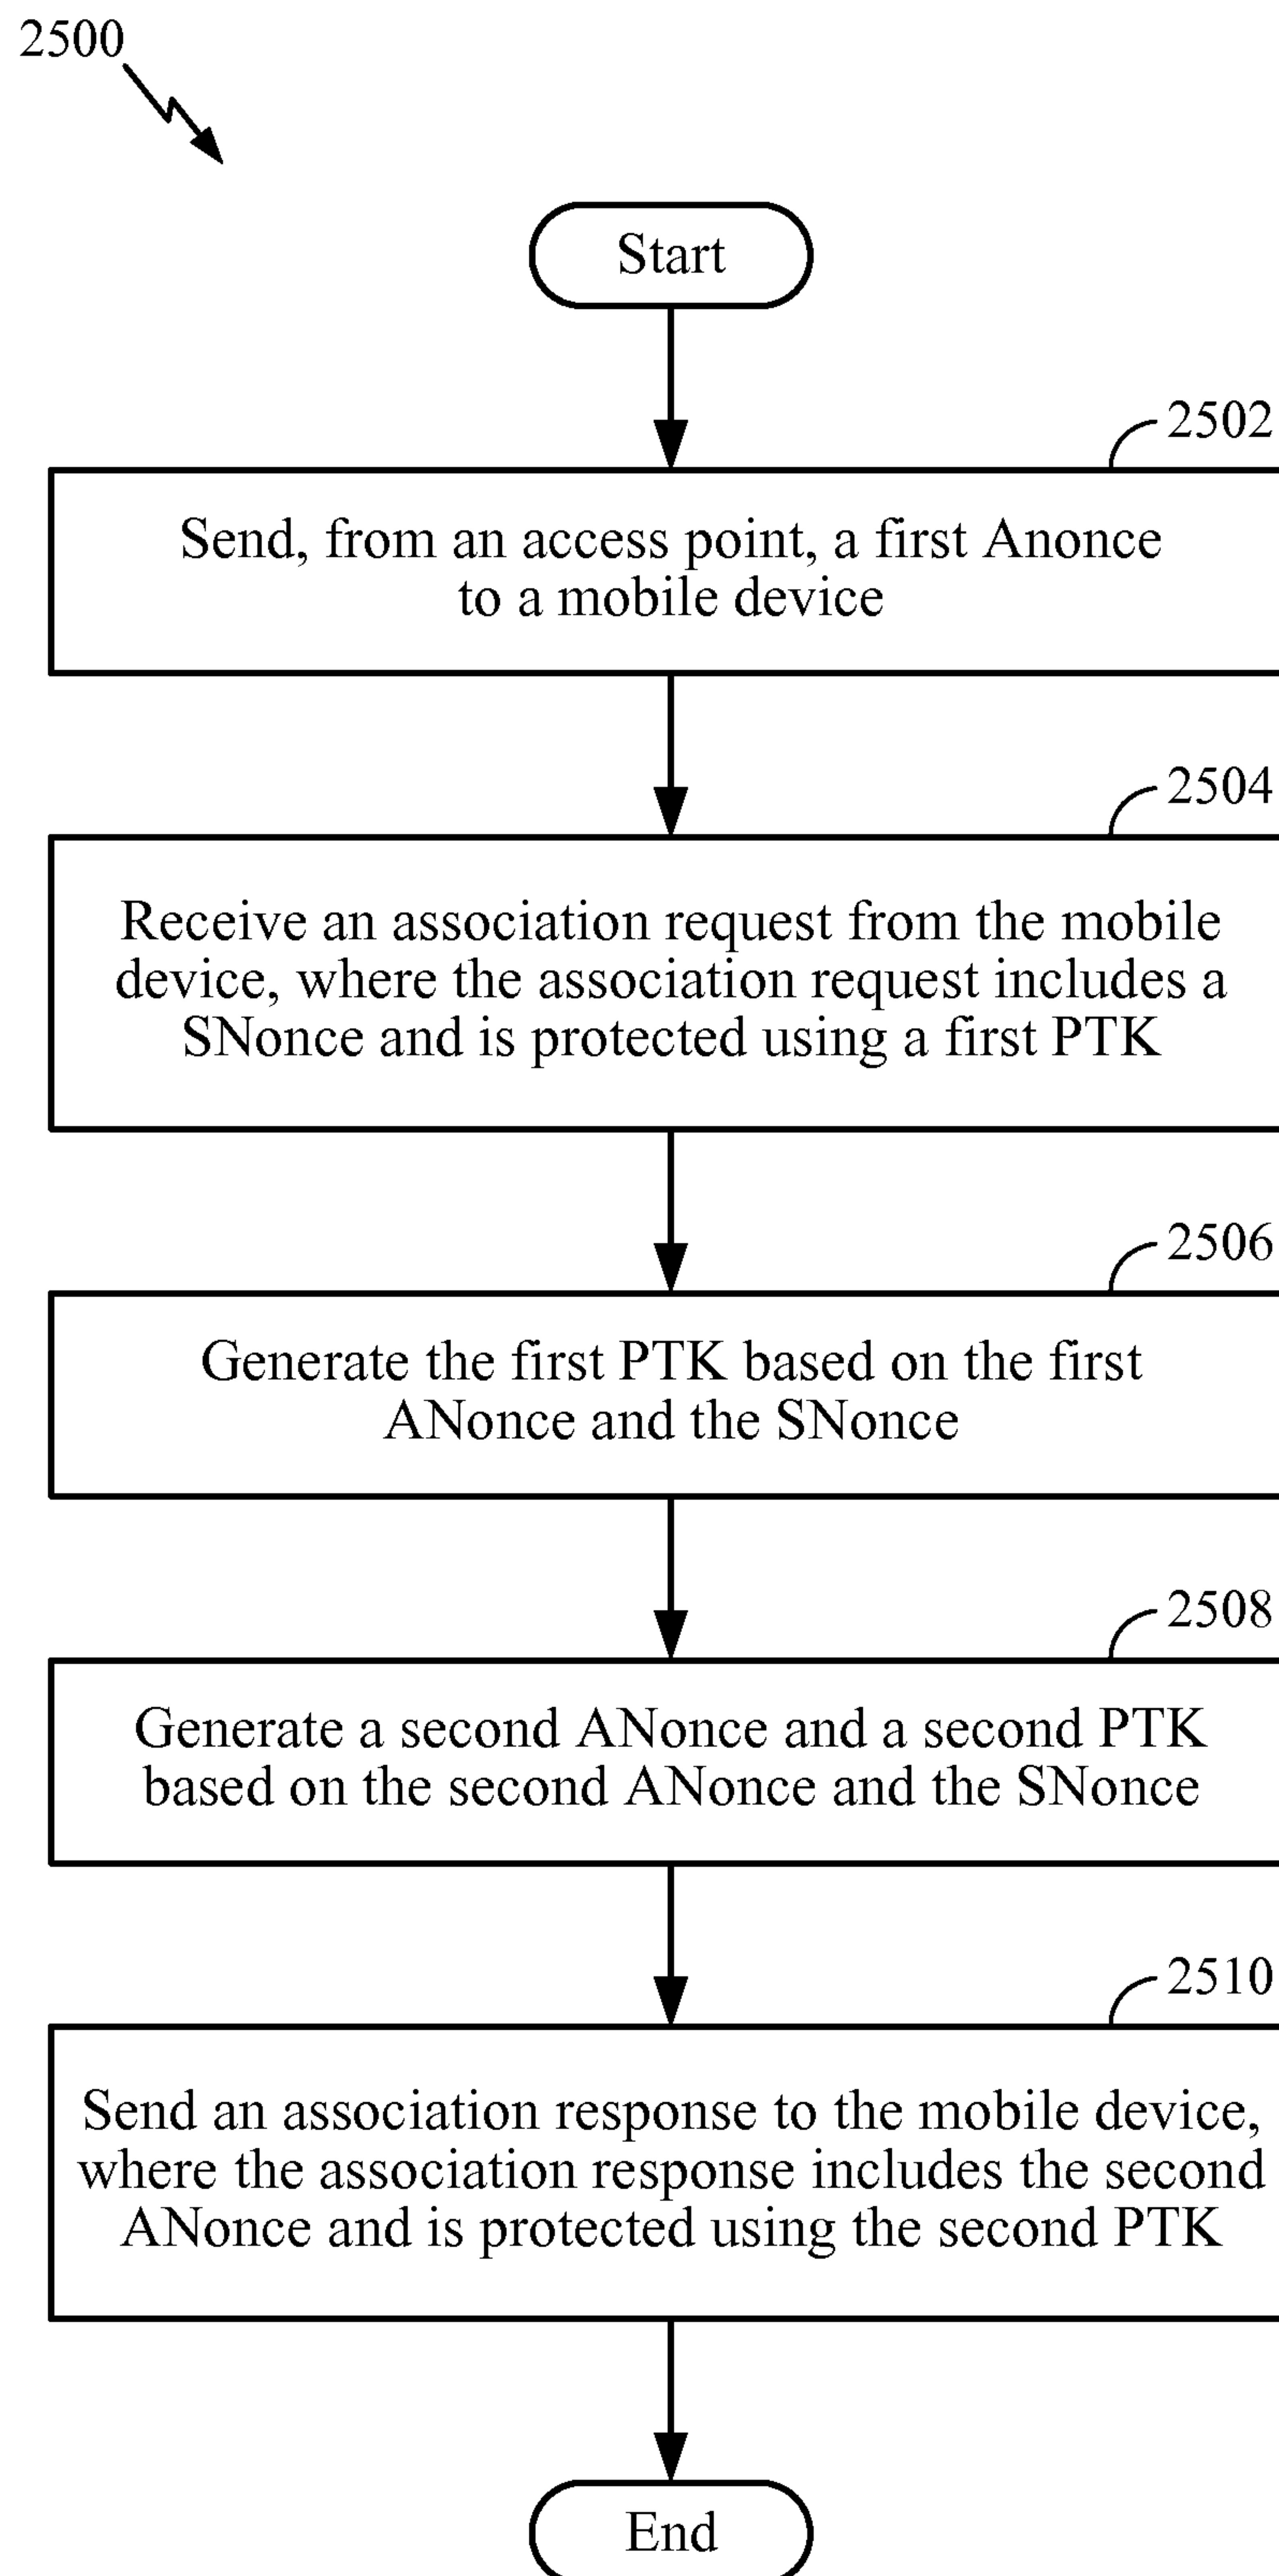 2500
Start
2502
Send, from an access point, a first Anonce
to a mobile device
2504
Receive an association request from the mobile
device, where the association request includes a
SNonce and is protected using a first PTK
2506
Generate the first PTK based on the first
ANonce and the SNonce
2508
Generate a second ANonce and a second PTK
based on the second ANonce and the SNonce
2510
Send an association response to the mobile device,
where the association response includes the second
ANonce and is protected using the second PTK
End